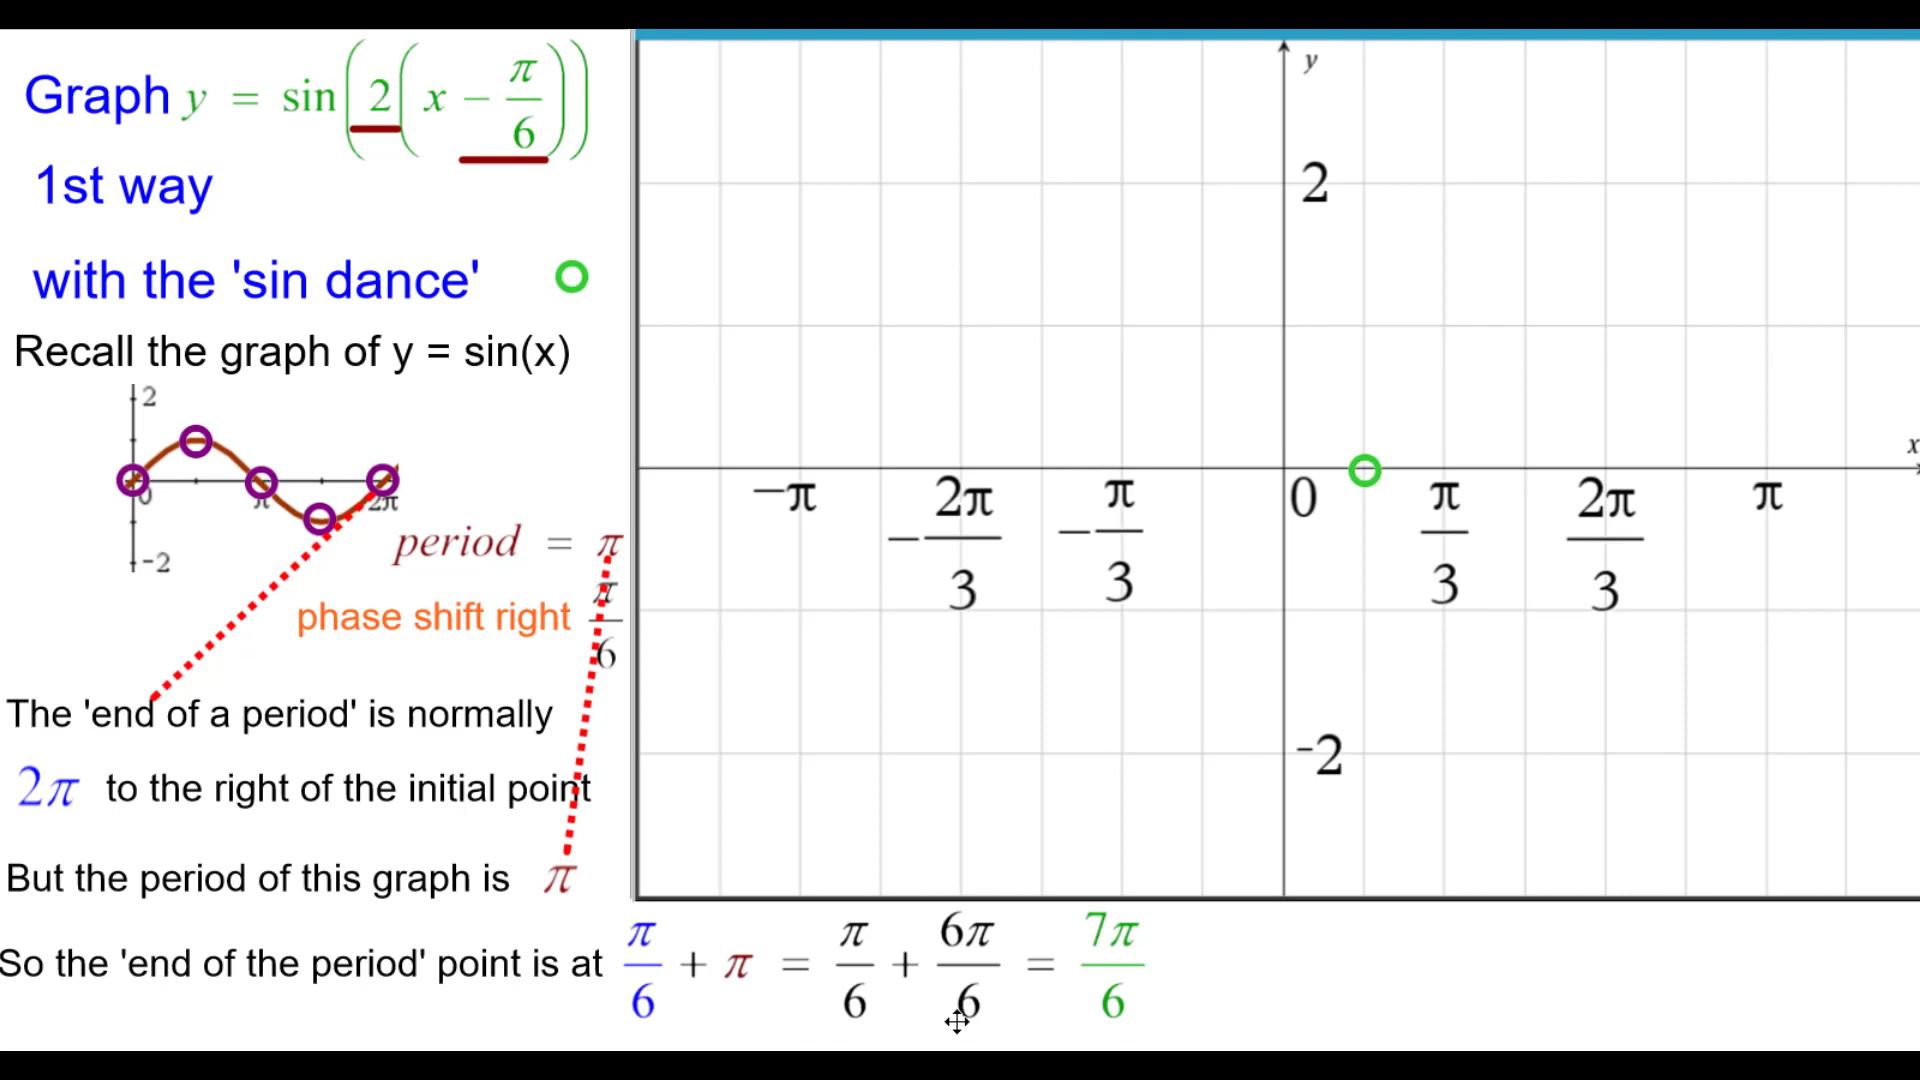 Graph y = sin(2(x − π/6))
1st way
with the 'sin dance'
Recall the graph of y = sin(x)
2
0
π
2π
-2
period = π
phase shift right π/6
The 'end of a period' is normally
2π to the right of the initial point
But the period of this graph is π
So the 'end of the period' point is at π/6 + π = π/6 + 6π/6 = 7π/6
y
2
x
−π
−2π/3
−π/3
0
π/3
2π/3
π
-2